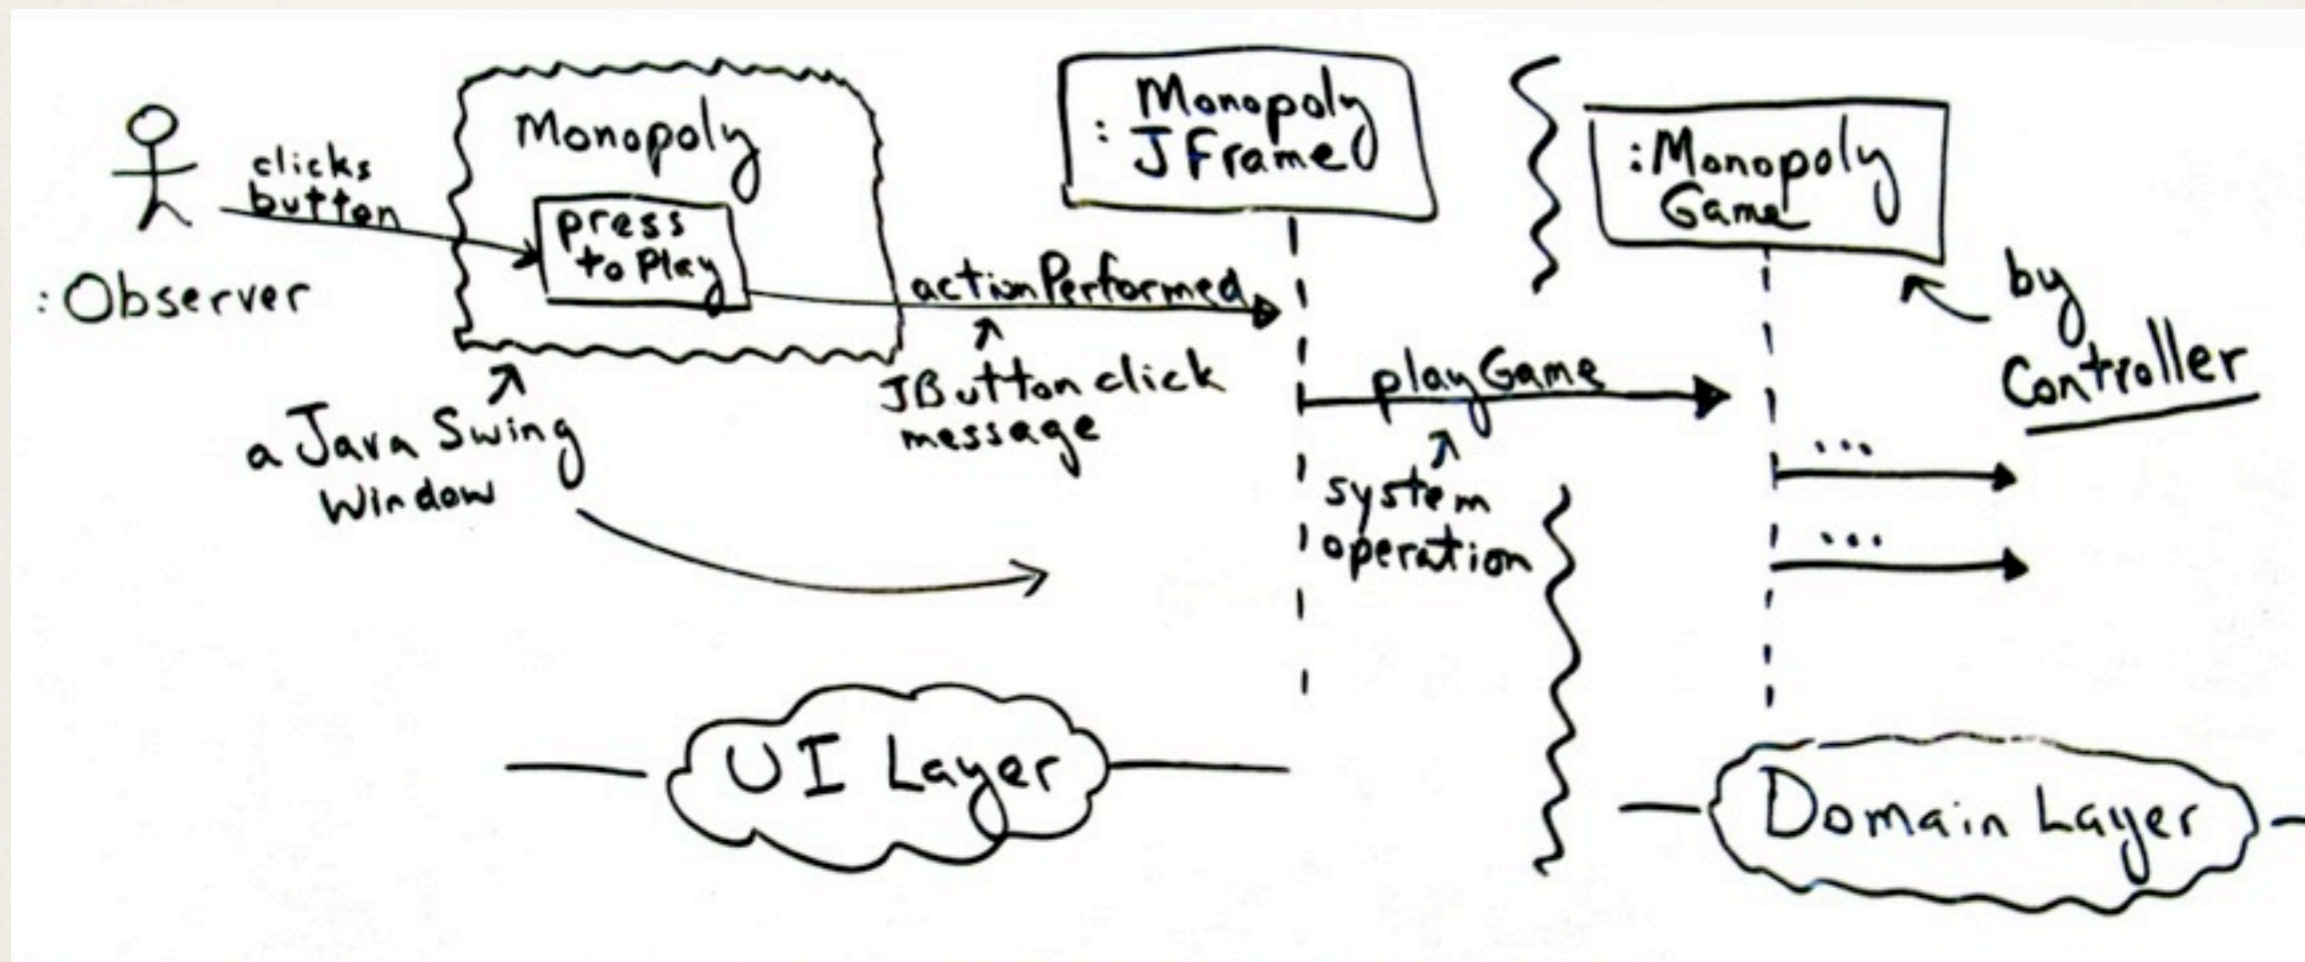 clicks
button
:Observer
Monopoly
press
to Play
a Java Swing
Window
actionPerformed
JButton click
message
: Monopoly
JFrame
playGame
system
operation
:Monopoly
Game
by
Controller
...
...
UI Layer
Domain Layer